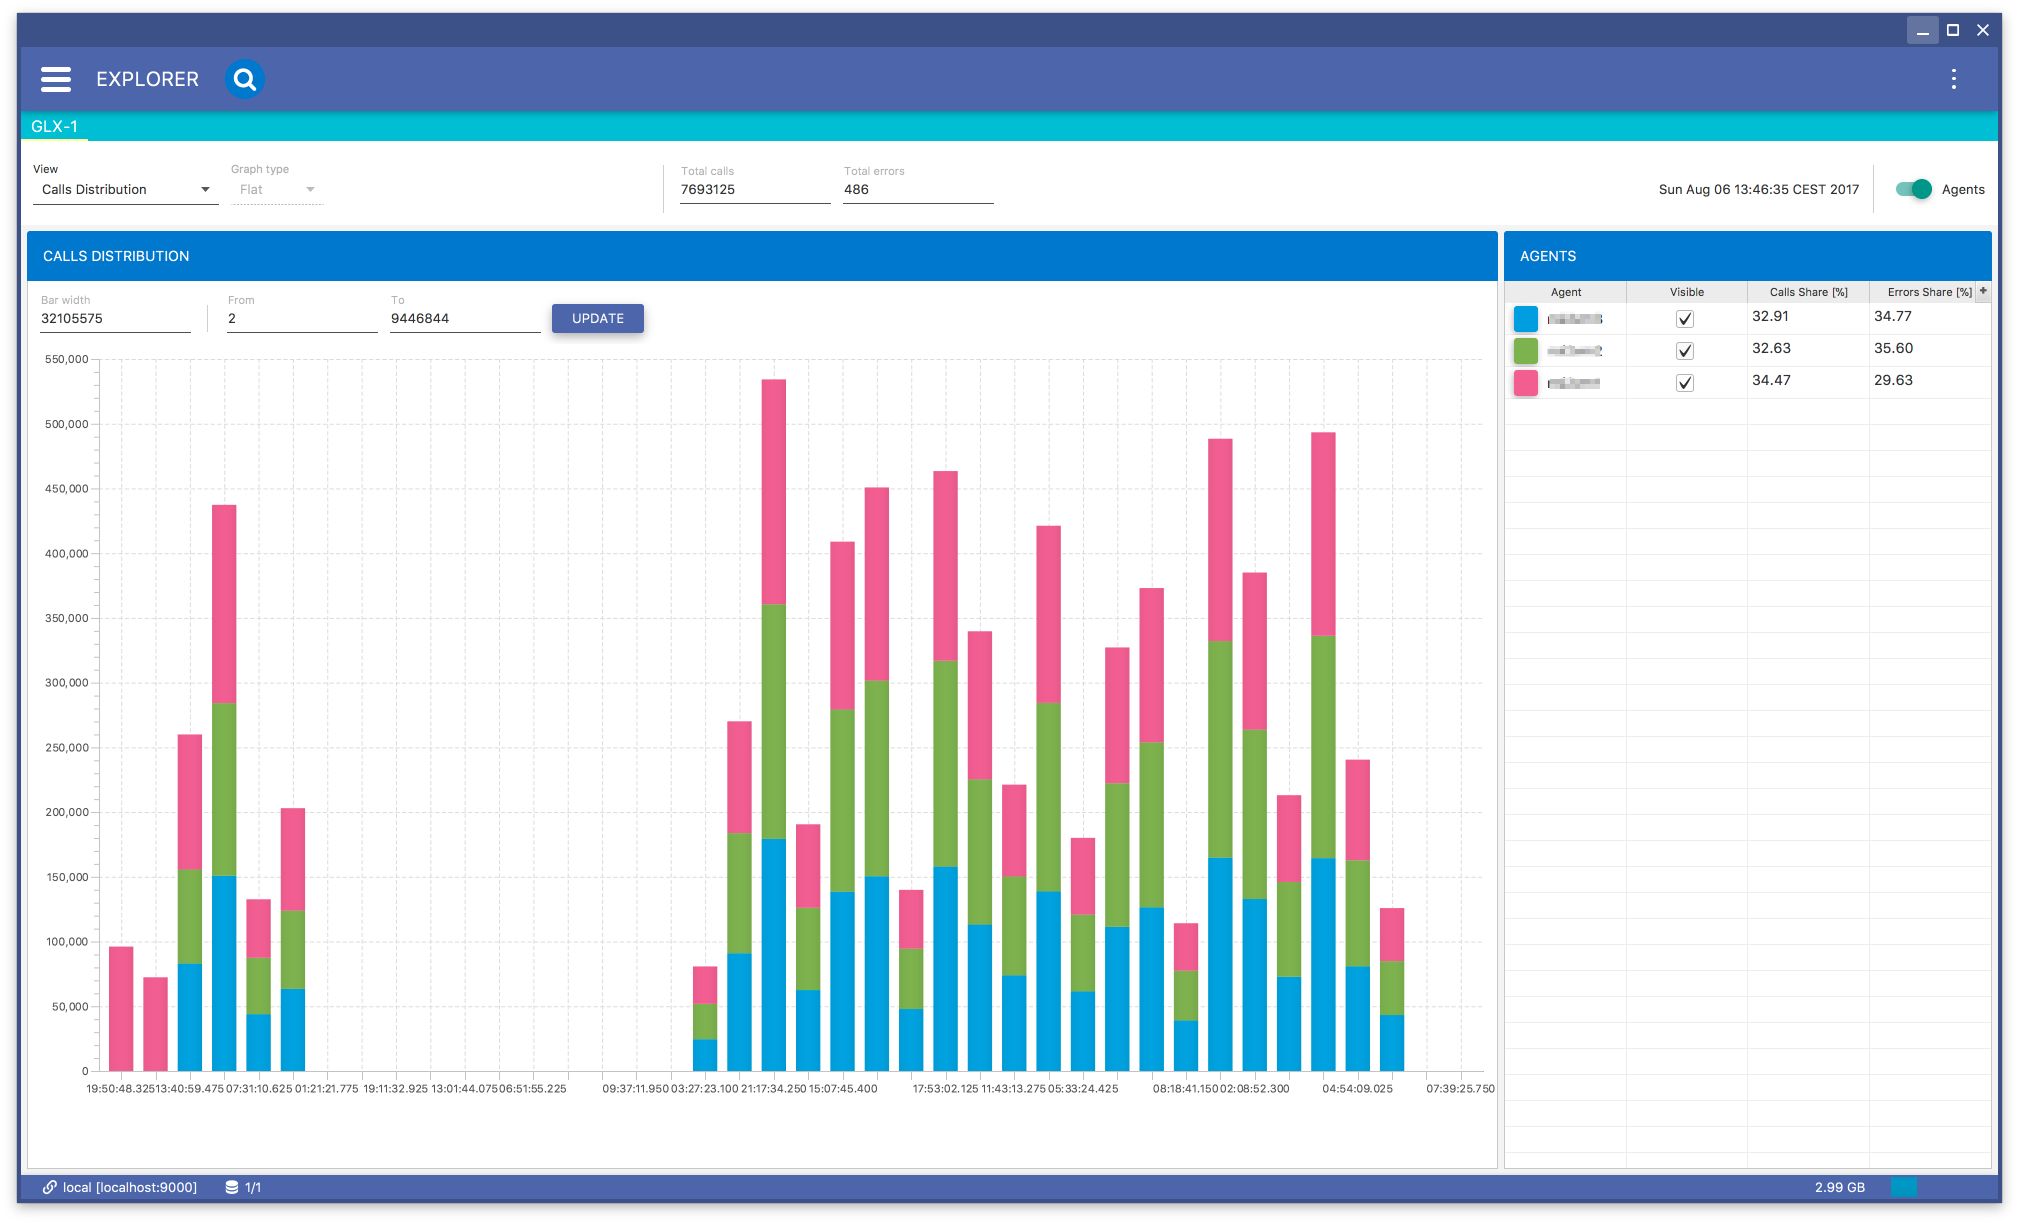 EXPLORER
GLX-1
View
Calls Distribution
Graph type
Flat
Total calls
7693125
Total errors
486
Sun Aug 06 13:46:35 CEST 2017
Agents
CALLS DISTRIBUTION
Bar width
32105575
From
2
To
9446844
UPDATE
550,000
500,000
450,000
400,000
350,000
300,000
250,000
200,000
150,000
100,000
50,000
0
19:50:48.325 13:40:59.475 07:31:10.625 01:21:21.775 19:11:32.925 13:01:44.075 06:51:55.225 09:37:11.950 03:27:23.100 21:17:34.250 15:07:45.400 17:53:02.125 11:43:13.275 05:33:24.425 08:18:41.150 02:08:52.300 04:54:09.025 07:39:25.750
AGENTS
Agent Visible Calls Share [%] Errors Share [%] +
32.91 34.77
32.63 35.60
34.47 29.63
local [localhost:9000] 1/1 2.99 GB